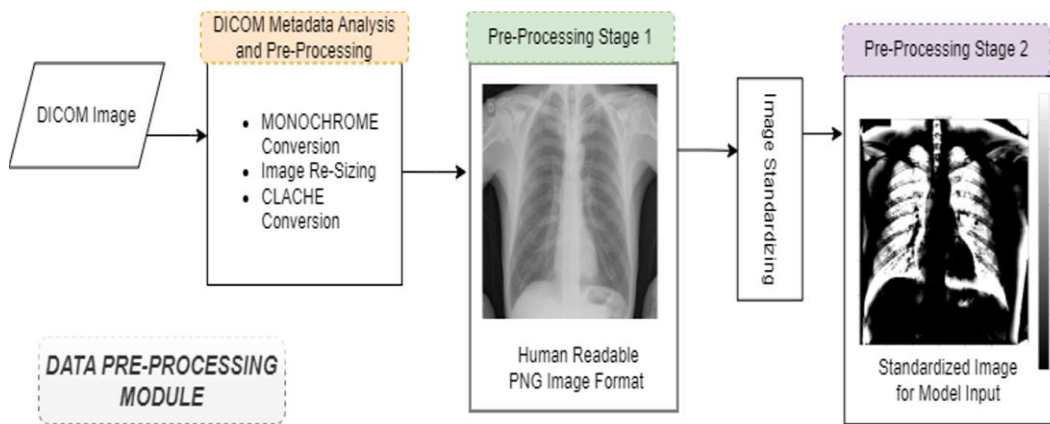 DICOM Image
DICOM Metadata Analysis
and Pre-Processing
• MONOCHROME
Conversion
• Image Re-Sizing
• CLACHE
Conversion
Pre-Processing Stage 1
Human Readable
PNG Image Format
Image Standardizing
Pre-Processing Stage 2
Standardized Image
for Model Input
DATA PRE-PROCESSING
MODULE